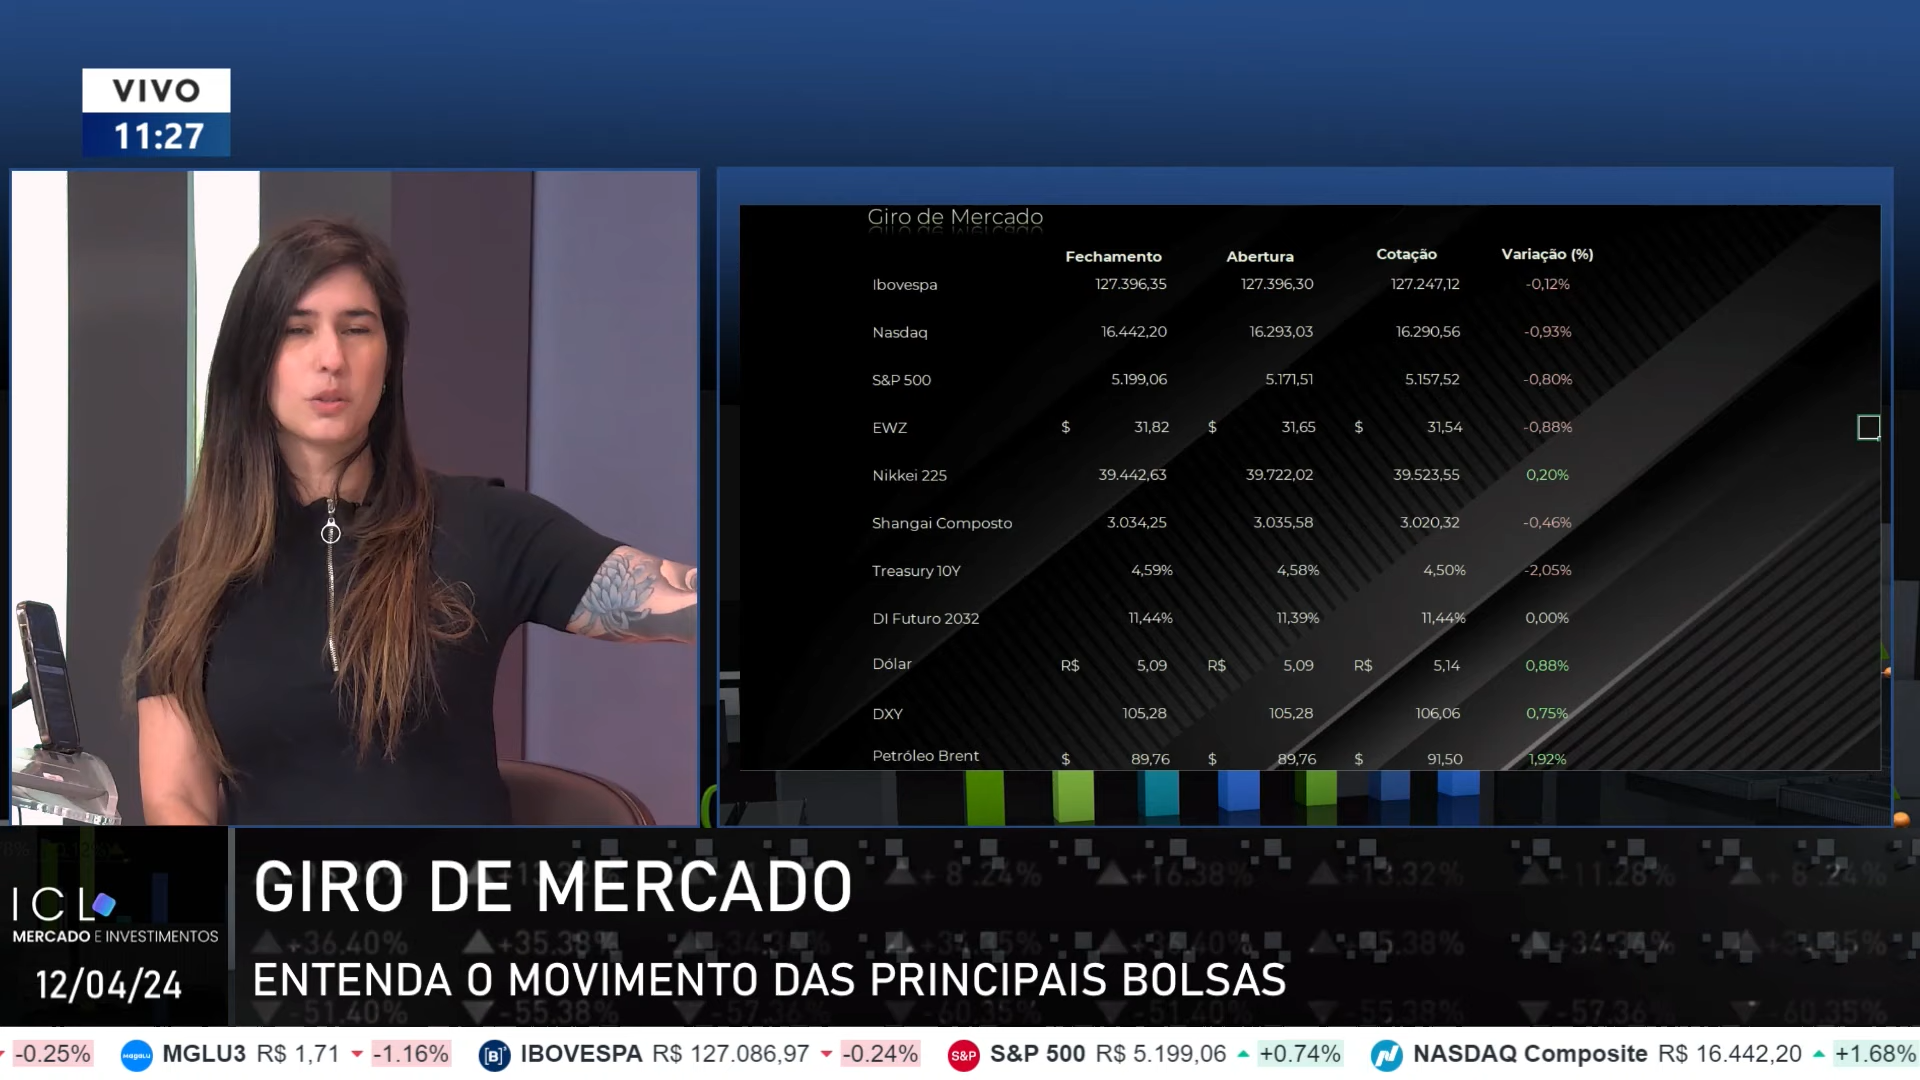 VIVO
11:27
Giro de Mercado
Fechamento Abertura Cotação Variação (%)
Ibovespa 127.396,35 127.396,30 127.247,12 -0,12%
Nasdaq 16.442,20 16.293,03 16.290,56 -0,93%
S&P 500 5.199,06 5.171,51 5.157,52 -0,80%
EWZ $ 31,82 $ 31,65 $ 31,54 -0,88%
Nikkei 225 39.442,63 39.722,02 39.523,55 0,20%
Shangai Composto 3.034,25 3.035,58 3.020,32 -0,46%
Treasury 10Y 4,59% 4,58% 4,50% -2,05%
DI Futuro 2032 11,44% 11,39% 11,44% 0,00%
Dólar R$ 5,09 R$ 5,09 R$ 5,14 0,88%
DXY 105,28 105,28 106,06 0,75%
Petróleo Brent $ 89,76 $ 89,76 $ 91,50 1,92%
ICL
MERCADO E INVESTIMENTOS
12/04/24
GIRO DE MERCADO
ENTENDA O MOVIMENTO DAS PRINCIPAIS BOLSAS
-0.25% MGLU3 R$ 1,71 -1.16% [B]³ IBOVESPA R$ 127.086,97 -0.24% S&P S&P 500 R$ 5.199,06 +0.74% NASDAQ Composite R$ 16.442,20 +1.68%